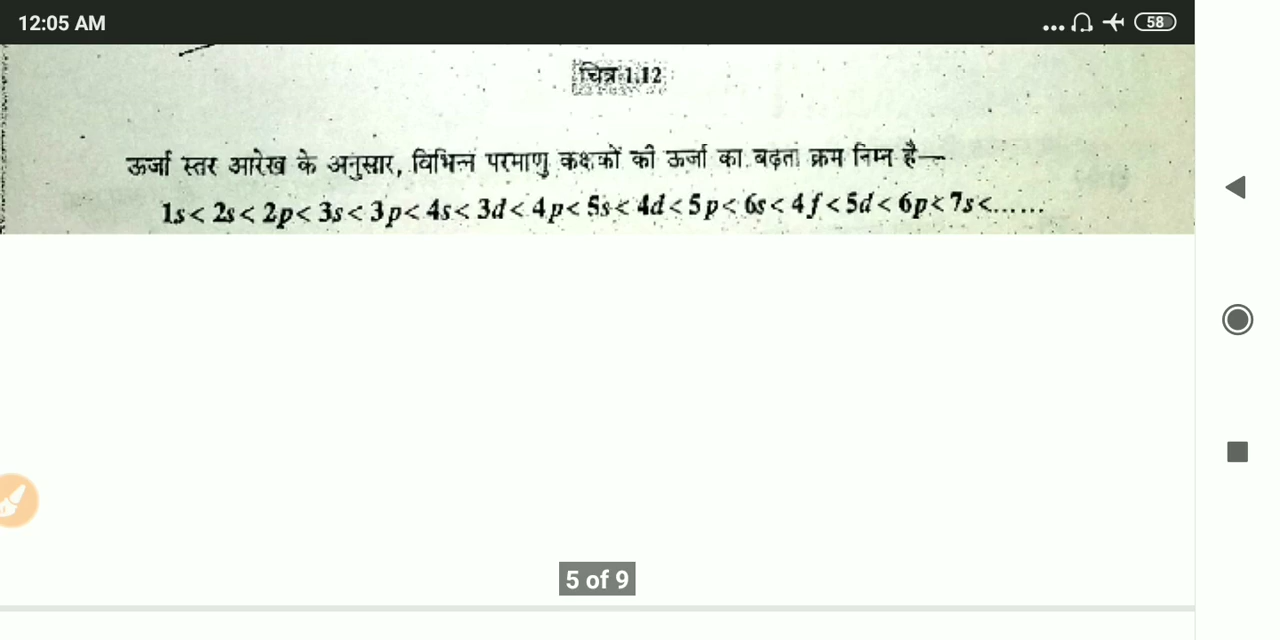 12:05 AM
58
चित्र 1.12
ऊर्जा स्तर आरेख के अनुसार, विभिन्न परमाणु कक्षकों की ऊर्जा का बढ़ता क्रम निम्न है—
1s < 2s < 2p < 3s < 3p < 4s < 3d < 4p < 5s < 4d < 5p < 6s < 4f < 5d < 6p < 7s <......
5 of 9